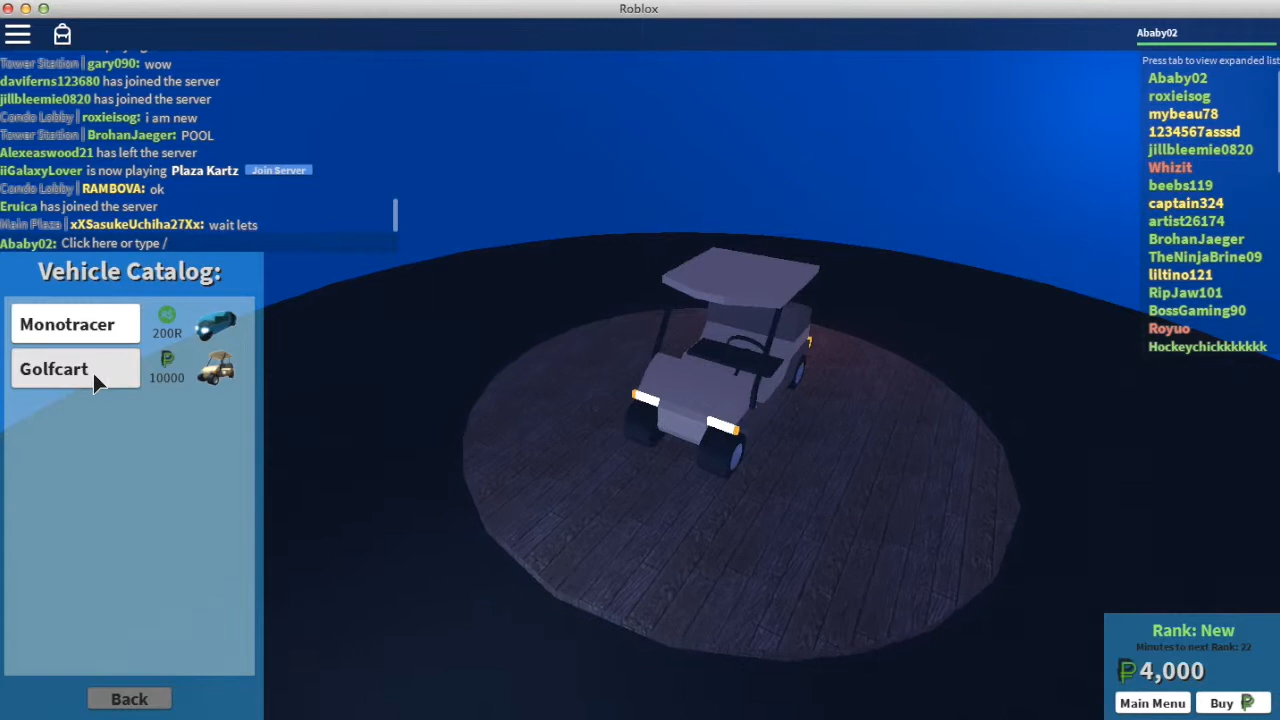 Roblox
Tower Station | gary090: wow
daviferns123680 has joined the server
jillbleemie0820 has joined the server
Condo Lobby | roxieisog: i am new
Tower Station | BrohanJaeger: POOL
Alexeaswood21 has left the server
iiGalaxyLover is now playing Plaza Kartz Join Server
Condo Lobby | RAMBOVA: ok
Eruica has joined the server
Main Plaza | xXSasukeUchiha27Xx: wait lets
Ababy02: Click here or type /
Vehicle Catalog:
Monotracer
R$
200R
Golfcart
P
10000
Back
Ababy02
Press tab to view expanded list
Ababy02
roxieisog
mybeau78
1234567asssd
jillbleemie0820
Whizit
beebs119
captain324
artist26174
BrohanJaeger
TheNinjaBrine09
liltino121
RipJaw101
BossGaming90
Royuo
Hockeychickkkkkkk
Rank: New
Minutes to next Rank: 22
P 4,000
Main Menu
Buy P